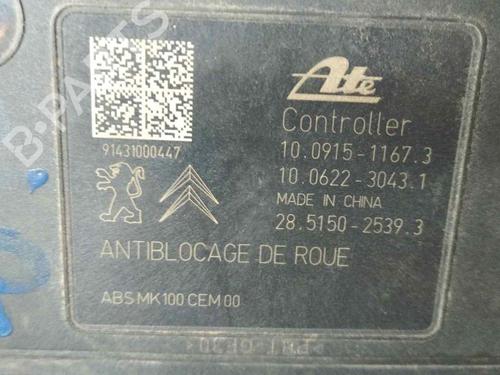 Ate
Controller
10.0915-1167.3
10.0622-3043.1
MADE IN CHINA
28.5150-2539.3
91431000447
ANTIBLOCAGE DE ROUE
ABS MK100 CEM 00
B-PARTS